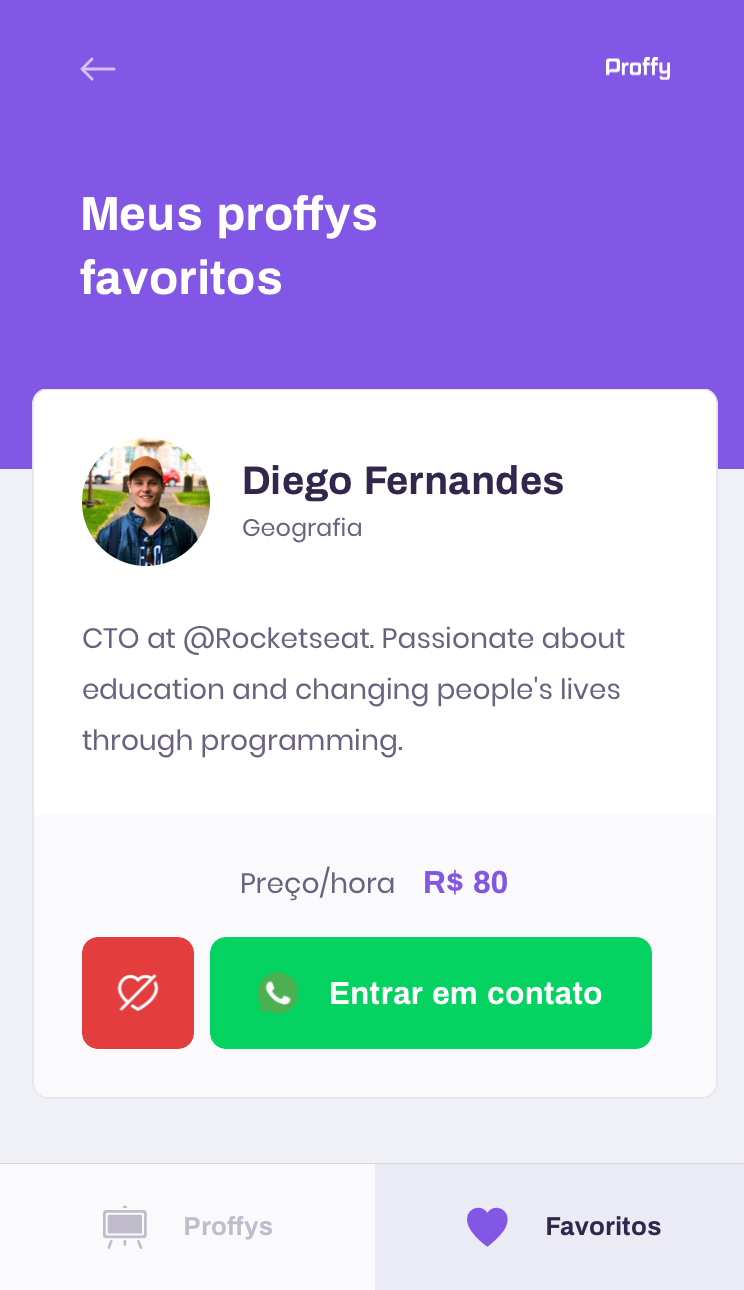 Proffy
Meus proffys
favoritos
Diego Fernandes
Geografia
CTO at @Rocketseat. Passionate about
education and changing people's lives
through programming.
Preço/hora R$ 80
Entrar em contato
Proffys
Favoritos